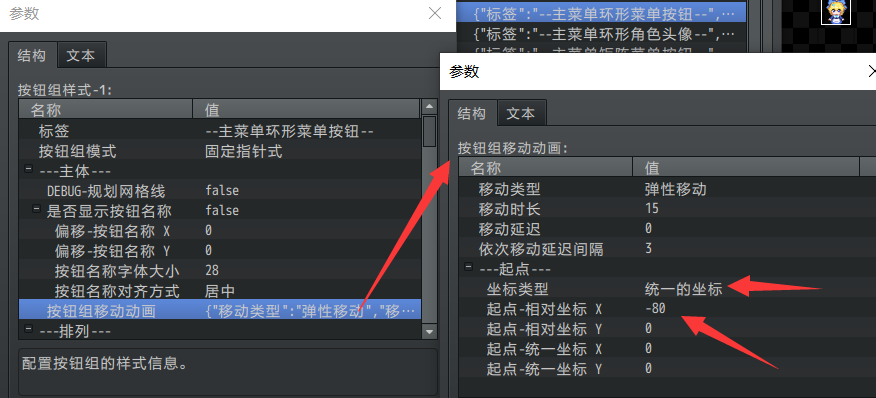 参数
结构 文本
按钮组样式-1:
名称 值
标签 --主菜单环形菜单按钮--
按钮组模式 固定指针式
---主体---
DEBUG-规划网格线 false
是否显示按钮名称 false
偏移-按钮名称 X 0
偏移-按钮名称 Y 0
按钮名称字体大小 28
按钮名称对齐方式 居中
按钮组移动动画 {"移动类型":"弹性移动","移…
---排列---
配置按钮组的样式信息。
{"标签":"--主菜单环形菜单按钮--",…
{"标签":"--主菜单环形角色头像--",…
{"标签":"--主菜单矩阵菜单按钮--",…
参数
结构 文本
按钮组移动动画:
名称 值
移动类型 弹性移动
移动时长 15
移动延迟 0
依次移动延迟间隔 3
---起点---
坐标类型 统一的坐标
起点-相对坐标 X -80
起点-相对坐标 Y 0
起点-统一坐标 X 0
起点-统一坐标 Y 0